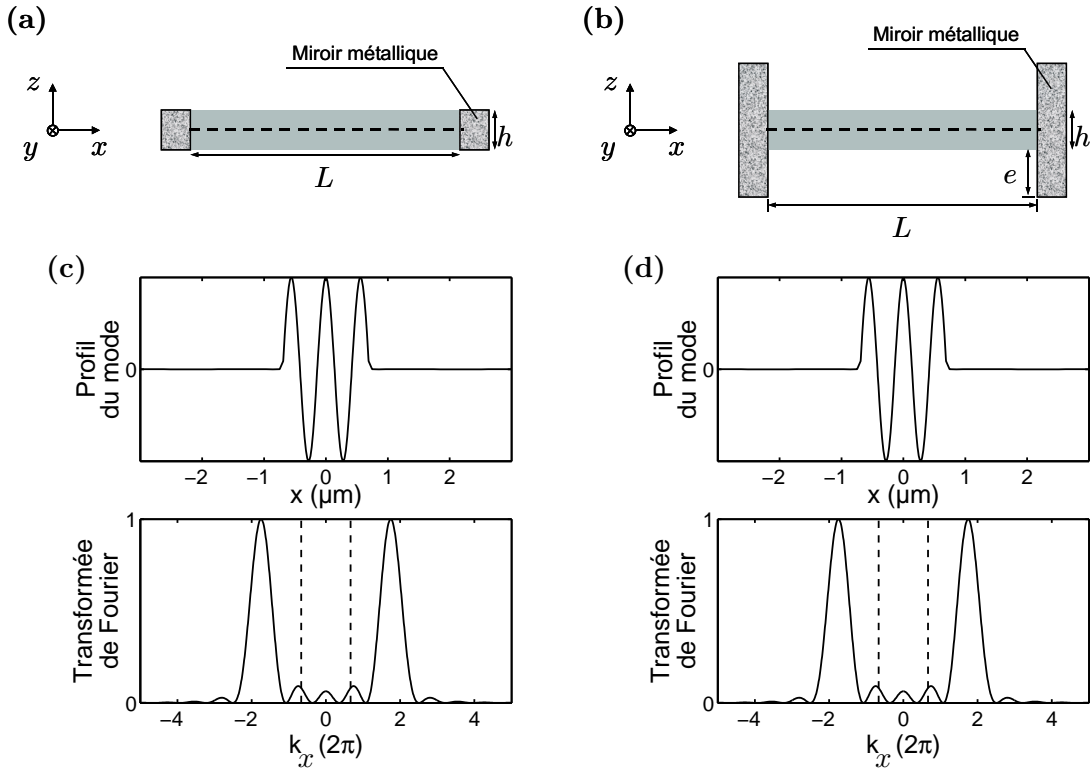 (a)
Miroir métallique
z
y
x
h
L
(b)
Miroir métallique
z
y
x
h
e
L
(c)
Profil
du mode
0
−2 −1 0 1 2
x (µm)
Transformée
de Fourier
1
0
−4 −2 0 2 4
kx (2π)
(d)
Profil
du mode
0
−2 −1 0 1 2
x (µm)
Transformée
de Fourier
1
0
−4 −2 0 2 4
kx (2π)